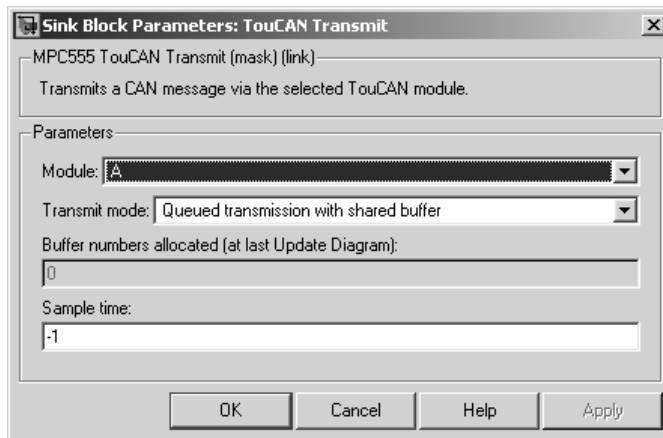 Sink Block Parameters: TouCAN Transmit
MPC555 TouCAN Transmit (mask) (link)
Transmits a CAN message via the selected TouCAN module.
Parameters
Module: A
Transmit mode: Queued transmission with shared buffer
Buffer numbers allocated (at last Update Diagram):
0
Sample time:
-1
OK Cancel Help Apply